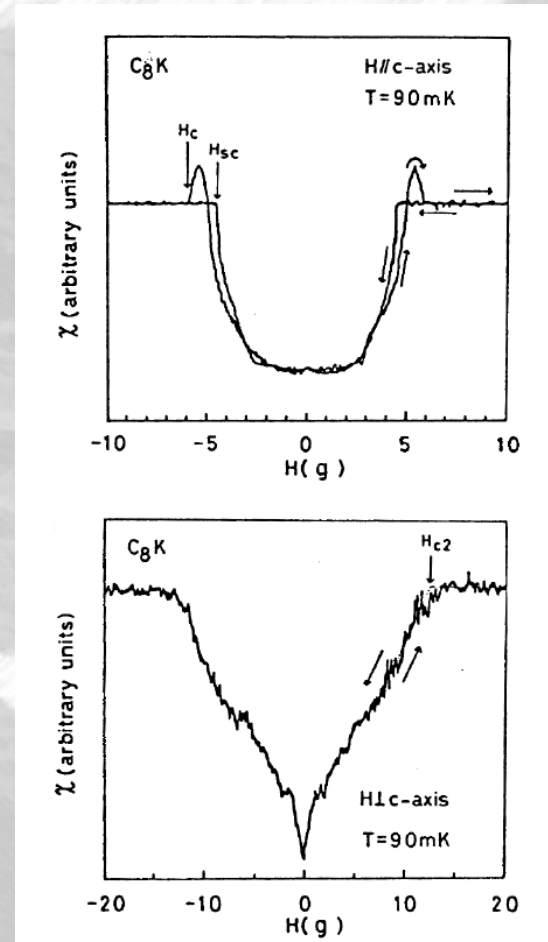 C8K
H//c-axis
T=90mK
Hc
Hsc
χ (arbitrary units)
-10 -5 0 5 10
H(g)
C8K
Hc2
χ (arbitrary units)
H⊥c-axis
T=90mK
-20 -10 0 10 20
H(g)